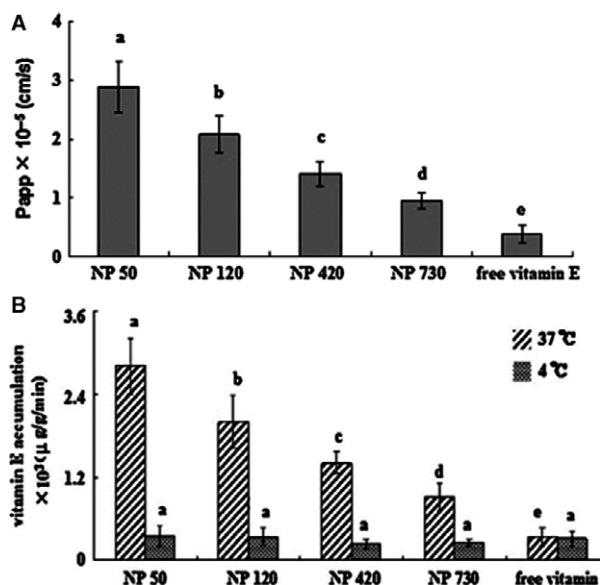 A
a
b
c
d
e
Papp × 10⁻⁵ (cm/s)
4
3
2
1
0
NP 50 NP 120 NP 420 NP 730 free vitamin E
B
3.6
2.4
1.2
0
vitamin E accumulation
×10³(μ g/g/min)
37℃
4℃
a
b
c
d
e
a
a
a
a
a
NP 50 NP 120 NP 420 NP 730 free vitamin